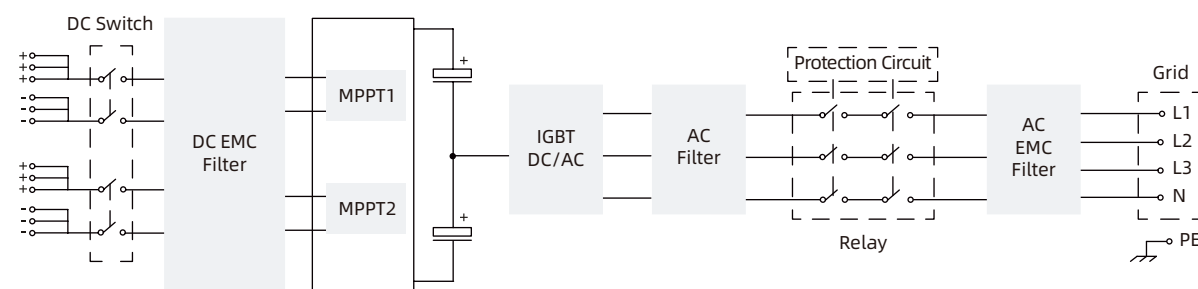 DC Switch
+
+
+
-
-
-
+
+
+
-
-
-
DC EMC
Filter
MPPT1
MPPT2
+
+
IGBT
DC/AC
AC
Filter
Protection Circuit
Relay
AC
EMC
Filter
Grid
L1
L2
L3
N
PE